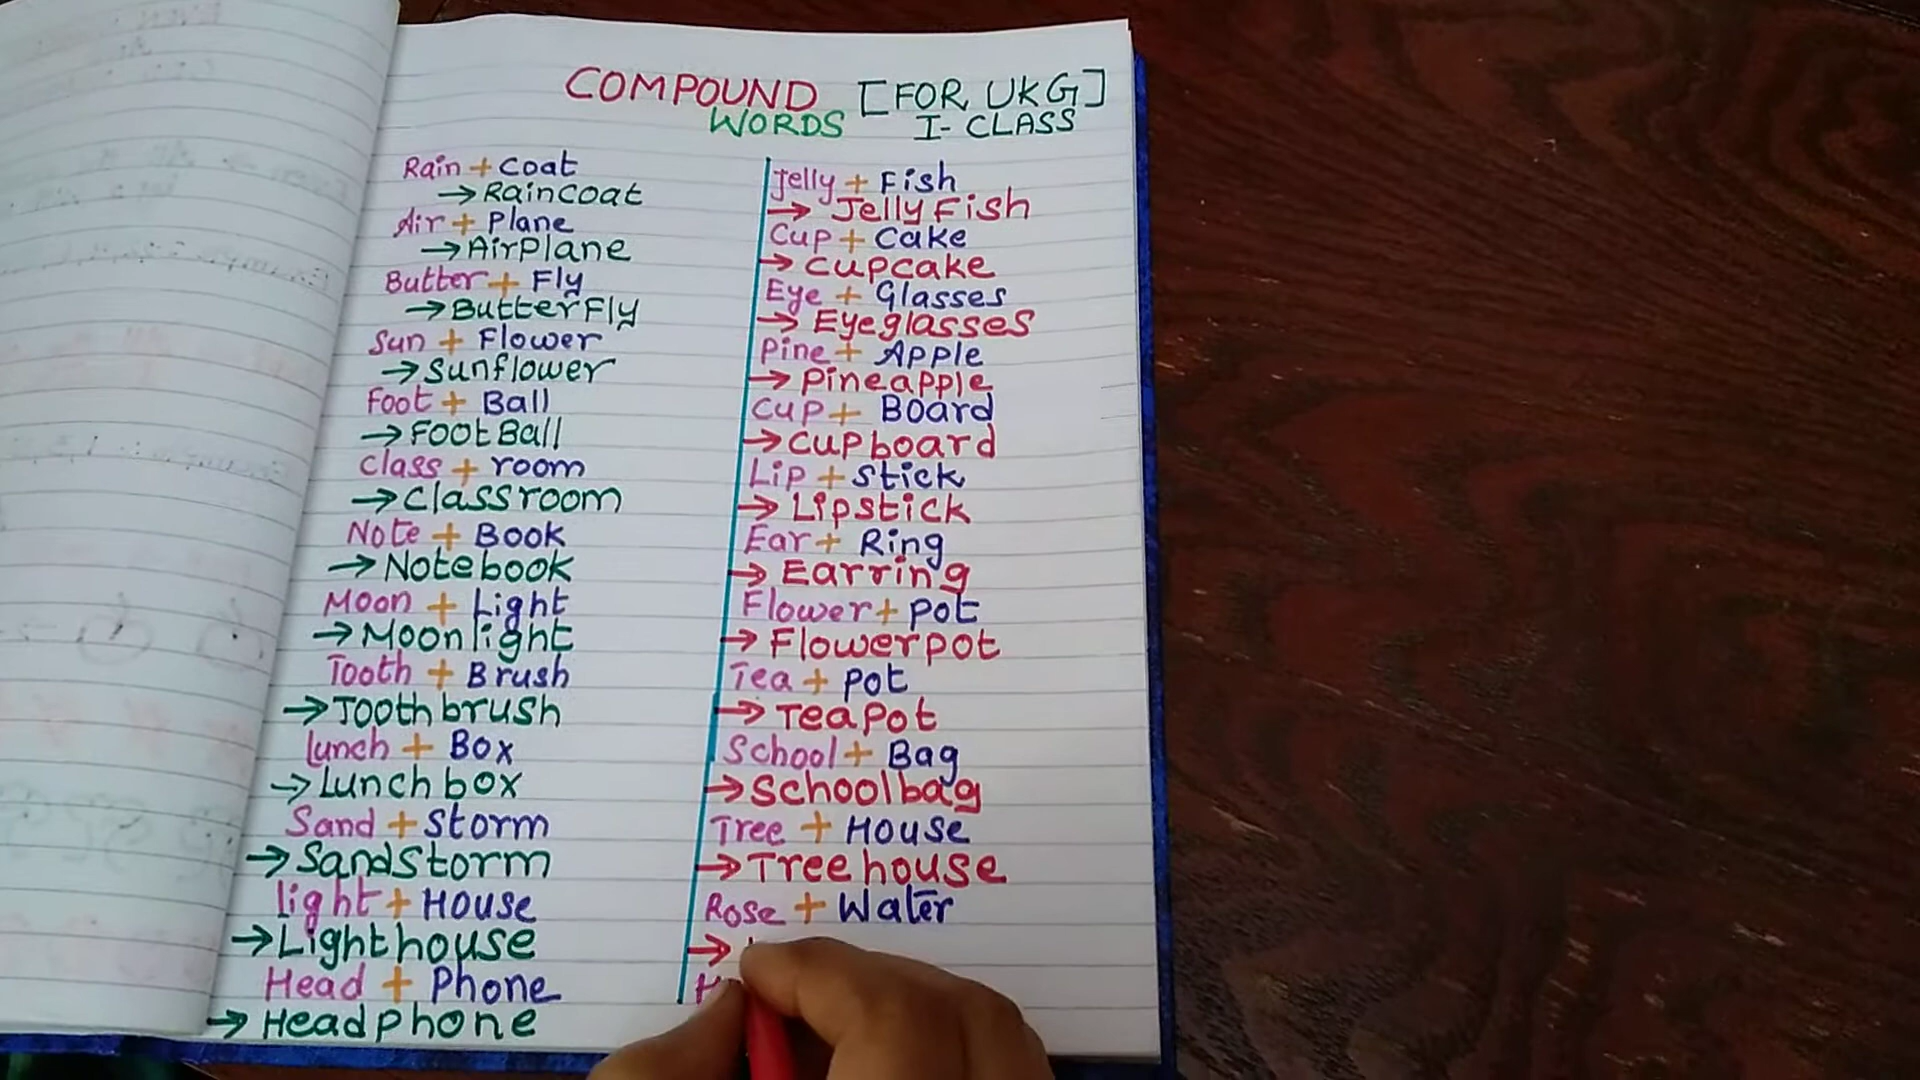 COMPOUND [FOR UKG]
WORDS I-CLASS
Rain + Coat
→ Raincoat
Air + Plane
→ AirPlane
Butter + Fly
→ ButterFly
Sun + Flower
→ Sunflower
Foot + Ball
→ FootBall
Class + room
→ Classroom
Note + Book
→ Notebook
Moon + Light
→ Moonlight
Tooth + Brush
→ Toothbrush
Lunch + Box
→ Lunchbox
Sand + Storm
→ Sandstorm
light + House
→ Lighthouse
Head + Phone
→ Headphone
Jelly + Fish
→ JellyFish
Cup + Cake
→ Cupcake
Eye + Glasses
→ Eyeglasses
Pine + Apple
→ Pineapple
Cup + Board
→ Cupboard
Lip + Stick
→ Lipstick
Ear + Ring
→ Earring
Flower + Pot
→ Flowerpot
Tea + Pot
→ Teapot
School + Bag
→ Schoolbag
Tree + House
→ Treehouse
Rose + Water
→